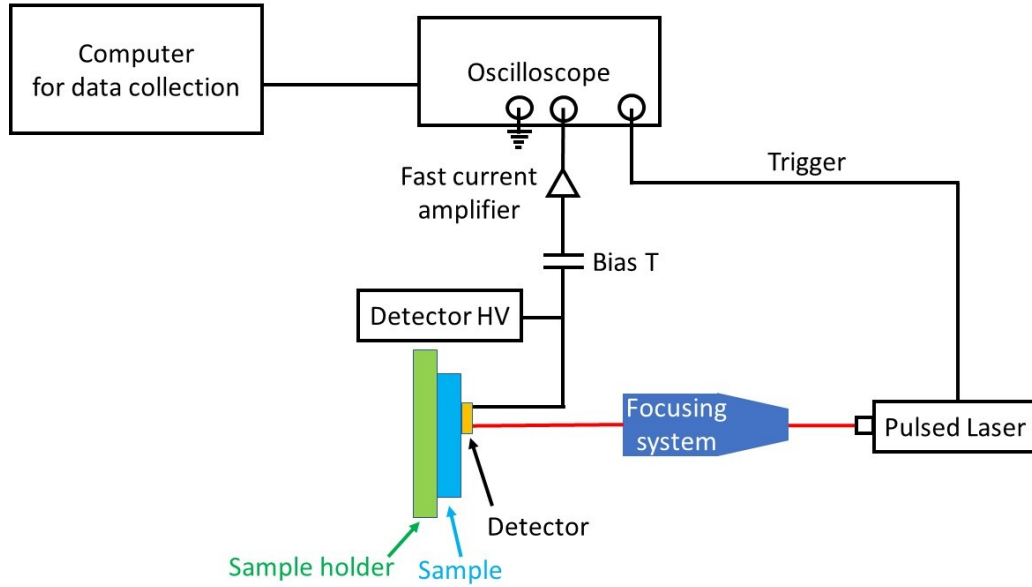 Computer
for data collection
Oscilloscope
Trigger
Fast current
amplifier
Bias T
Detector HV
Focusing
system
Pulsed Laser
Detector
Sample holder
Sample